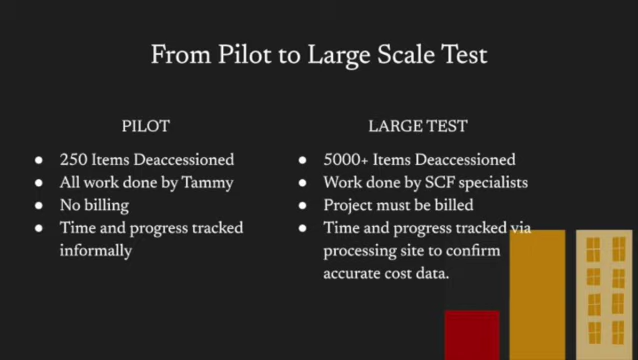 From Pilot to Large Scale Test
PILOT
● 250 Items Deaccessioned
● All work done by Tammy
● No billing
● Time and progress tracked
informally
LARGE TEST
● 5000+ Items Deaccessioned
● Work done by SCF specialists
● Project must be billed
● Time and progress tracked via
processing site to confirm
accurate cost data.